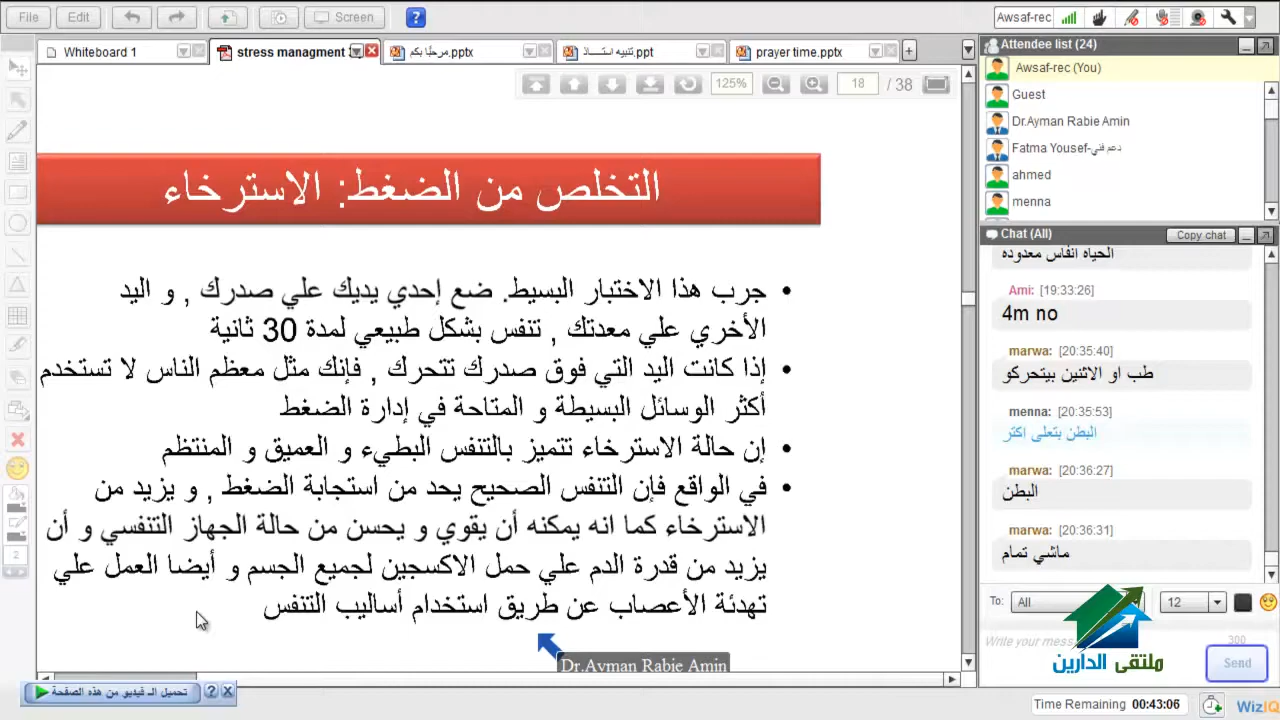 File
Edit
Screen
?
Awsaf-rec
Whiteboard 1
stress managment
مرحبًا بكم.pptx
تنبيه استـــاذ.ppt
prayer time.pptx
125%
18
/ 38
التخلص من الضغط: الاسترخاء
• جرب هذا الاختبار البسيط. ضع إحدي يديك علي صدرك , و اليد
الأخري علي معدتك , تنفس بشكل طبيعي لمدة 30 ثانية
• إذا كانت اليد التي فوق صدرك تتحرك , فإنك مثل معظم الناس لا تستخدم
أكثر الوسائل البسيطة و المتاحة في إدارة الضغط
• إن حالة الاسترخاء تتميز بالتنفس البطيء و العميق و المنتظم
• في الواقع فإن التنفس الصحيح يحد من استجابة الضغط , و يزيد من
الاسترخاء كما انه يمكنه أن يقوي و يحسن من حالة الجهاز التنفسي و أن
يزيد من قدرة الدم علي حمل الاكسجين لجميع الجسم و أيضا العمل علي
تهدئة الأعصاب عن طريق استخدام أساليب التنفس
Dr.Ayman Rabie Amin
2
تحميل الـ فيديو من هذه الصفحة
?
Attendee list (24)
Awsaf-rec (You)
Guest
Dr.Ayman Rabie Amin
Fatma Yousef-دعم فني
ahmed
menna
Chat (All)
Copy chat
الحياه انفاس معدوده
Ami: [19:33:26]
4m no
marwa: [20:35:40]
طب او الاثنين بيتحركو
menna: [20:35:53]
البطن بتعلى اكتر
marwa: [20:36:27]
البطن
marwa: [20:36:31]
ماشي تمام
To:
All
12
Write your mess
300
Send
ملتقى الدارين
Time Remaining 00:43:06
WizIQ